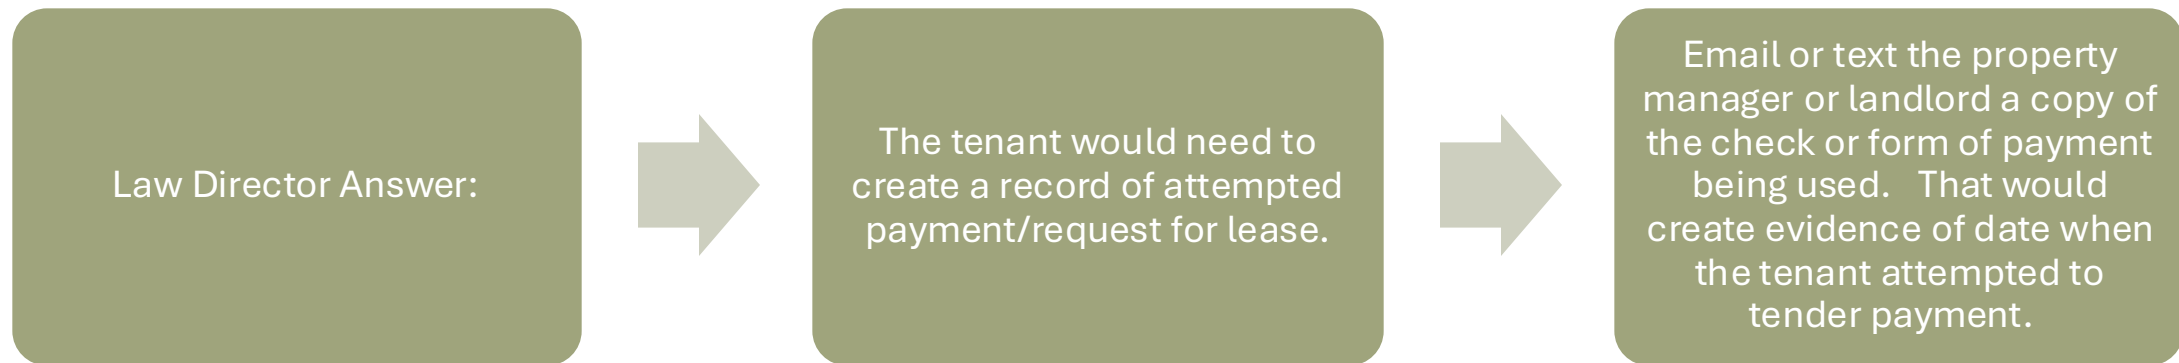 Law Director Answer:
The tenant would need to
create a record of attempted
payment/request for lease.
Email or text the property
manager or landlord a copy of
the check or form of payment
being used.   That would
create evidence of date when
the tenant attempted to
tender payment.